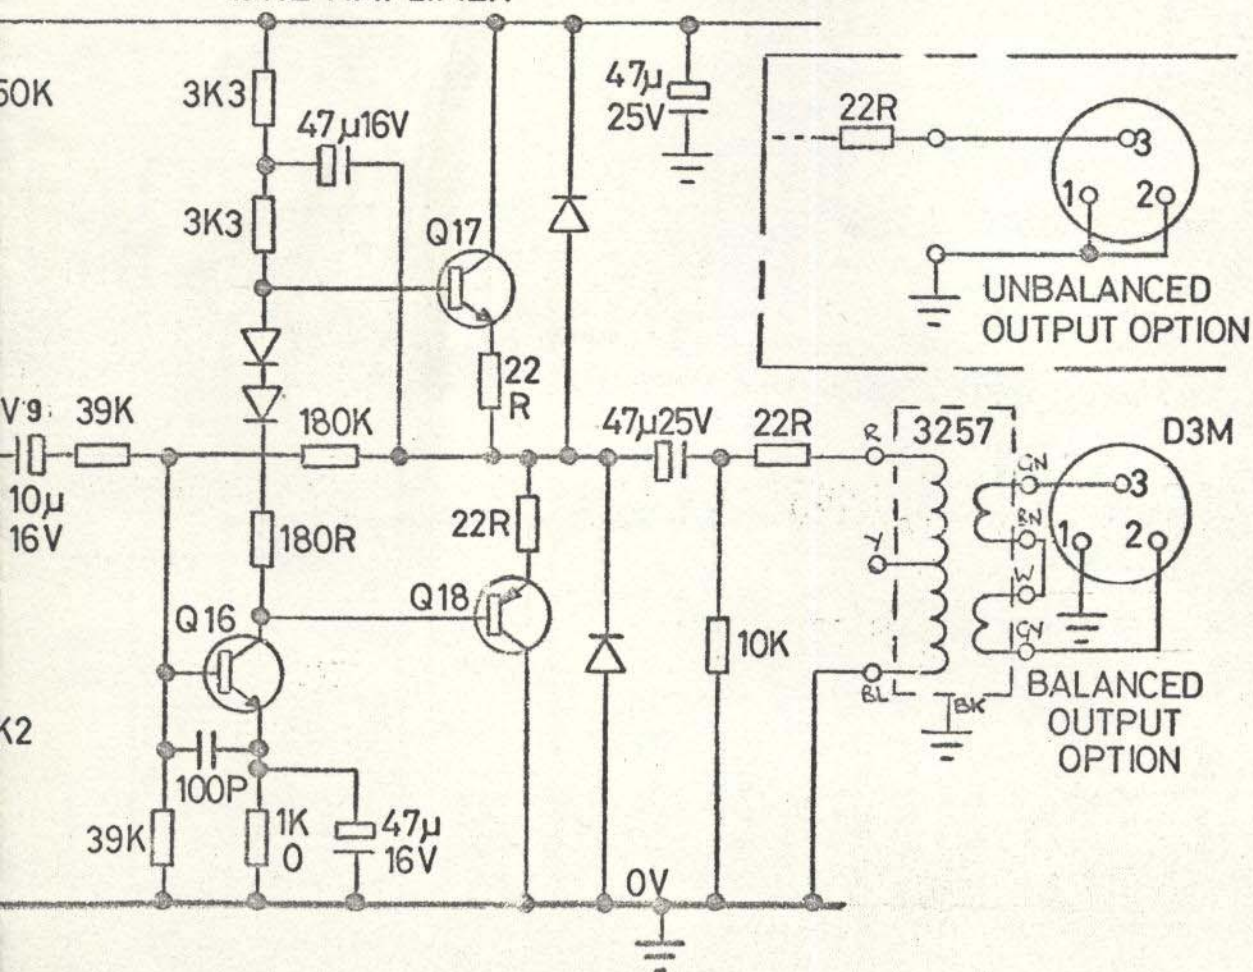 3K3
47µ16V
47µ
25V
22R
3
1
2
3K3
Q17
UNBALANCED
OUTPUT OPTION
22
R
39K
180K
47µ25V
22R
R
3257
D3M
10µ
16V
GN
3
180R
22R
Y
1
2
W
Q16
Q18
10K
GN
BL
BK
BALANCED
OUTPUT
OPTION
100P
39K
1K
0
47µ
16V
0V